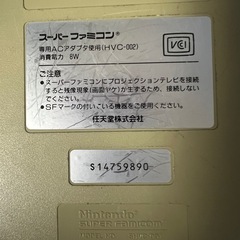 スーパーファミコン®
専用ACアダプタ使用(HVC-002)
消費電力 8W
VCI
ご注意
●スーパーファミコンにプロジェクションテレビを接続
すると残像現象(画面ヤケ)が生ずるため、接続しない
でください。
●SFマークの付いているソフトをご使用ください。
任天堂株式会社
S14759890
Nintendo
SUPER FAMICOM